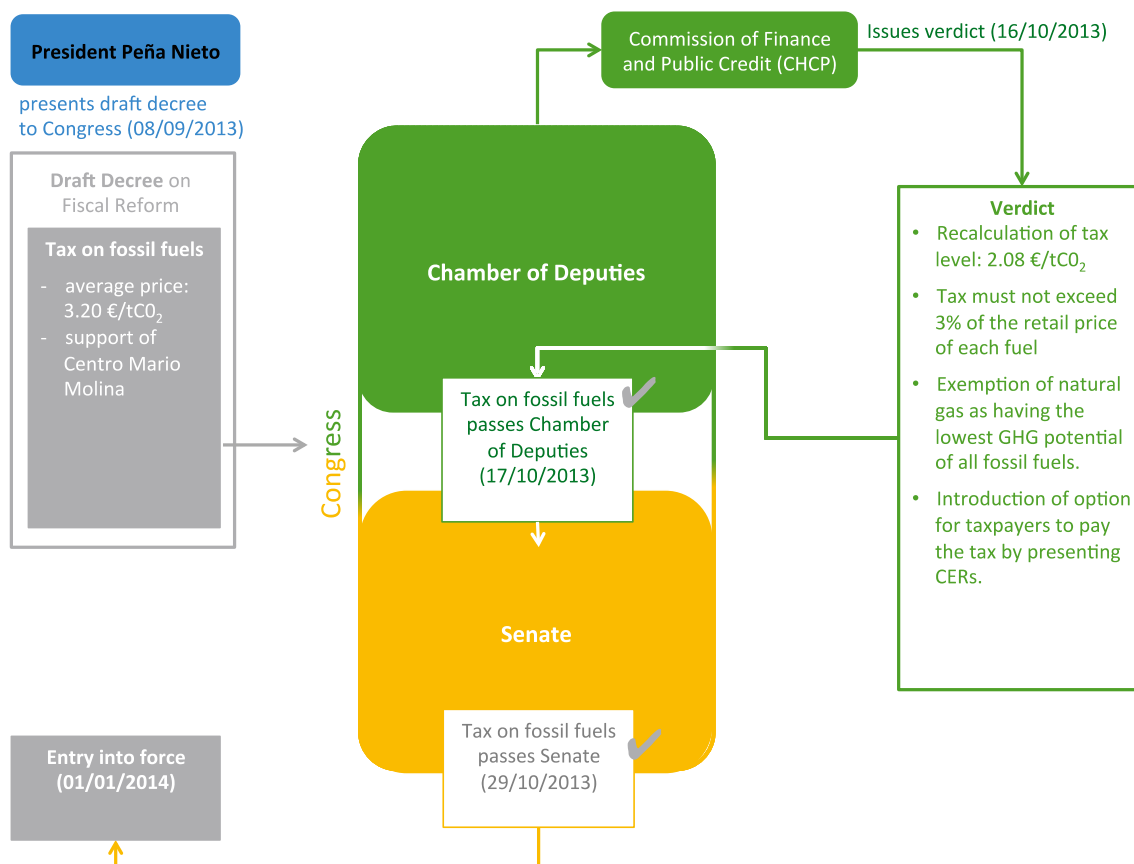 President Peña Nieto
presents draft decree
to Congress (08/09/2013)
Draft Decree on
Fiscal Reform
Tax on fossil fuels
- average price:
3.20 €/tC0₂
- support of
Centro Mario
Molina
Entry into force
(01/01/2014)
Congress
Chamber of Deputies
Tax on fossil fuels
passes Chamber
of Deputies
(17/10/2013)
Senate
Tax on fossil fuels
passes Senate
(29/10/2013)
Commission of Finance
and Public Credit (CHCP)
Issues verdict (16/10/2013)
Verdict
• Recalculation of tax
level: 2.08 €/tC0₂
• Tax must not exceed
3% of the retail price
of each fuel
• Exemption of natural
gas as having the
lowest GHG potential
of all fossil fuels.
• Introduction of option
for taxpayers to pay
the tax by presenting
CERs.